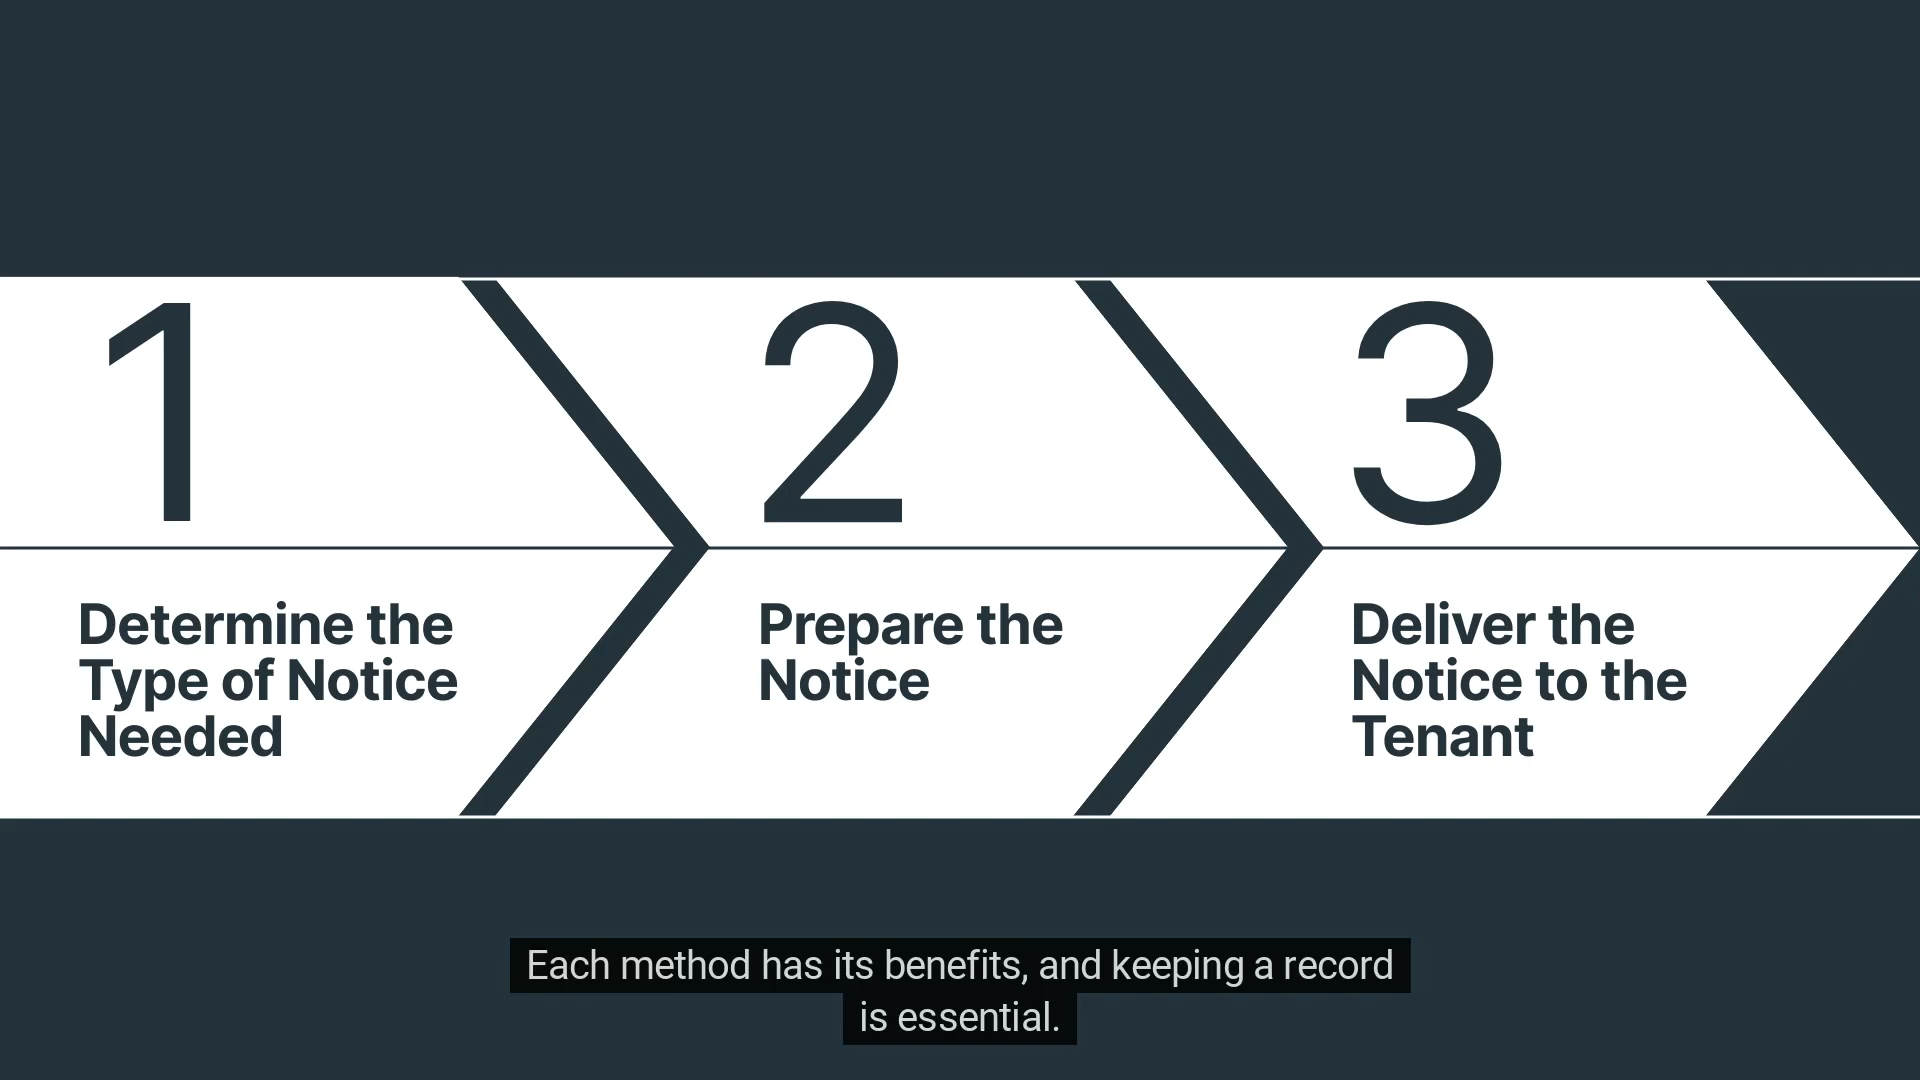 1
Determine the
Type of Notice
Needed
2
Prepare the
Notice
3
Deliver the
Notice to the
Tenant
Each method has its benefits, and keeping a record
is essential.